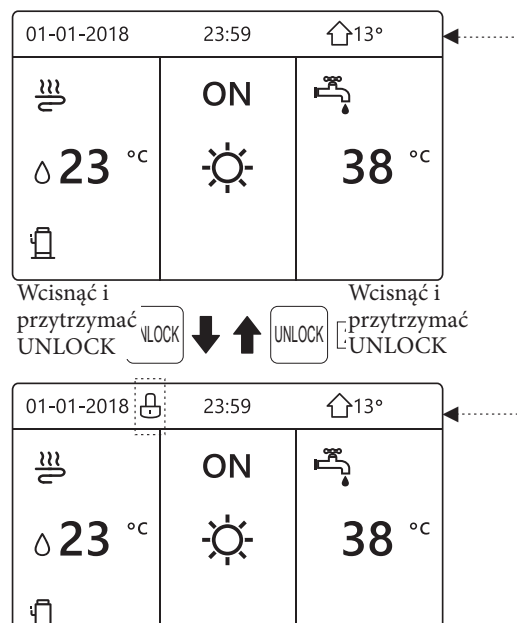 01-01-2018 23:59 13°
ON
23 °C 38 °C
Wcisnąć i
przytrzymać
UNLOCK
UNLOCK
Wcisnąć i
przytrzymać
UNLOCK
01-01-2018 23:59 13°
ON
23 °C 38 °C